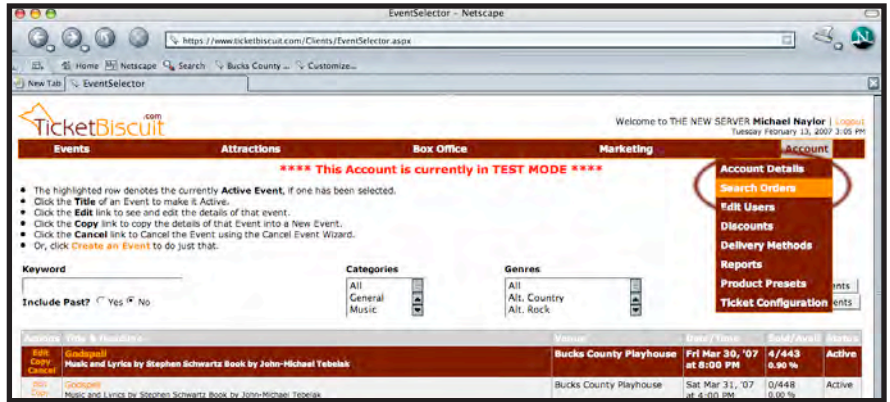 EventSelector - Netscape
https://www.ticketbiscuit.com/Clients/EventSelector.aspx
Home Netscape Search Bucks County ... Customize...
New Tab EventSelector
TicketBiscuit.com
Welcome to THE NEW SERVER Michael Naylor | Logout
Tuesday February 13, 2007 3:05 PM
Events Attractions Box Office Marketing Account
**** This Account is currently in TEST MODE ****
Account Details
Search Orders
Edit Users
Discounts
Delivery Methods
Reports
Product Presets
Ticket Configuration
• The highlighted row denotes the currently Active Event, if one has been selected.
• Click the Title of an Event to make it Active.
• Click the Edit link to see and edit the details of that event.
• Click the Copy link to copy the details of that Event into a New Event.
• Click the Cancel link to Cancel the Event using the Cancel Event Wizard.
• Or, click Create an Event to do just that.
Keyword Categories Genres
All All
General Alt. Country
Music Alt. Rock
Include Past? Yes No
ents
ents
Actions Title & Headline Venue Date/Time Sold/Avail Status
Edit Godspell Bucks County Playhouse Fri Mar 30, '07 4/443 Active
Copy Music and Lyrics by Stephen Schwartz Book by John-Michael Tebelak at 8:00 PM 0.90 %
Cancel
Edit Godspell Bucks County Playhouse Sat Mar 31, '07 0/448 Active
Copy Music and Lyrics by Stephen Schwartz Book by John-Michael Tebelak at 4:00 PM 0.00 %